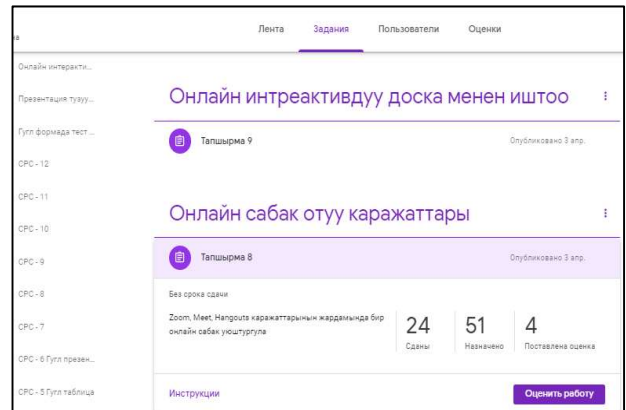 Лента Задания Пользователи Оценки
Онлайн интеракти...
Презентация түзүү...
Гугл формада тест ...
СРС - 12
СРС - 11
СРС - 10
СРС - 9
СРС - 8
СРС - 7
СРС - 6 Гугл презен...
СРС - 5 Гугл таблица
Онлайн интреактивдүү доска менен иштөө
Тапшырма 9 Опубликовано 3 апр.
Онлайн сабак өтүү каражаттары
Тапшырма 8 Опубликовано 3 апр.
Без срока сдачи
Zoom, Meet, Hangouts каражаттарынын жардамында бир
онлайн сабак уюштургула
24 51 4
Сданы Назначено Поставлена оценка
Инструкции Оценить работу